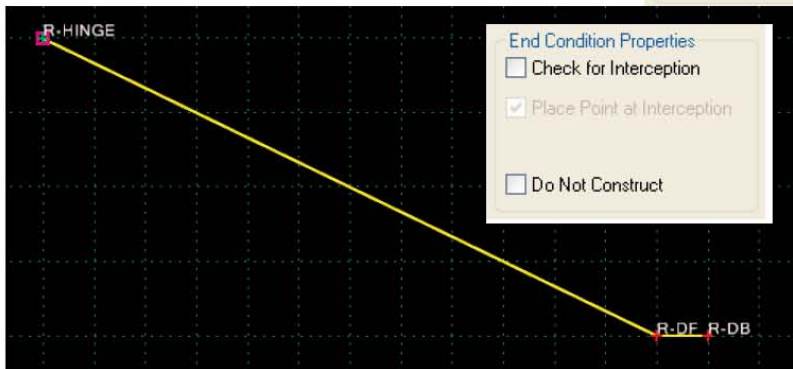 R-HINGE
End Condition Properties
Check for Interception
Place Point at Interception
Do Not Construct
R-DF R-DB